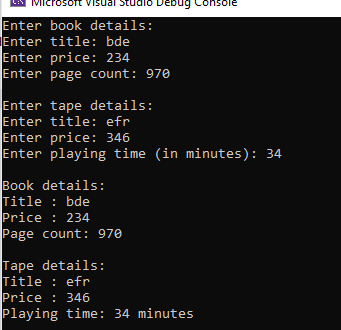 Microsoft Visual Studio Debug Console
Enter book details:
Enter title: bde
Enter price: 234
Enter page count: 970
Enter tape details:
Enter title: efr
Enter price: 346
Enter playing time (in minutes): 34
Book details:
Title : bde
Price : 234
Page count: 970
Tape details:
Title : efr
Price : 346
Playing time: 34 minutes